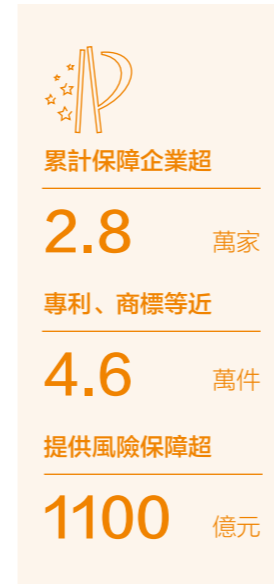 累計保障企業超
2.8 萬家
專利、商標等近
4.6 萬件
提供風險保障超
1100 億元